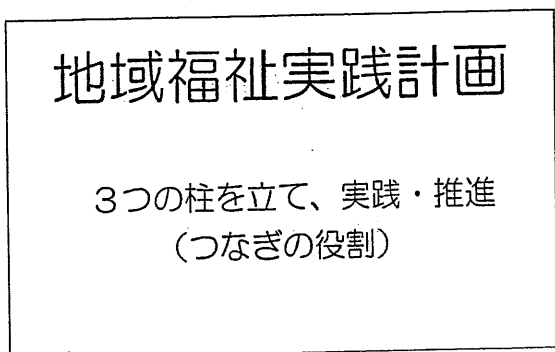 地域福祉実践計画
3つの柱を立て、実践・推進
(つなぎの役割)